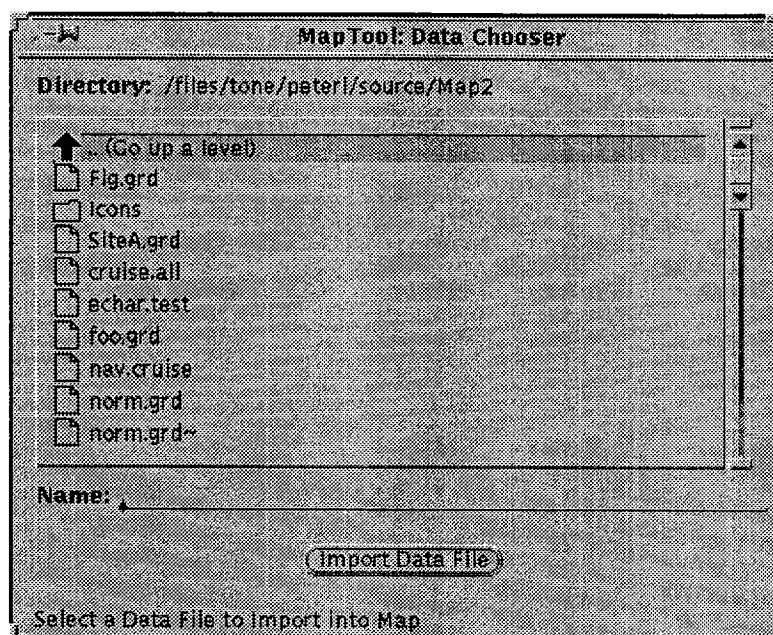 MapTool: Data Chooser
Directory: /files/tone/peterl/source/Map2
.. (Go up a level)
Fig.grd
Icons
SiteA.grd
cruise.all
echar.test
foo.grd
nav.cruise
norm.grd
norm.grd~
Name:
Import Data File
Select a Data File to Import into Map